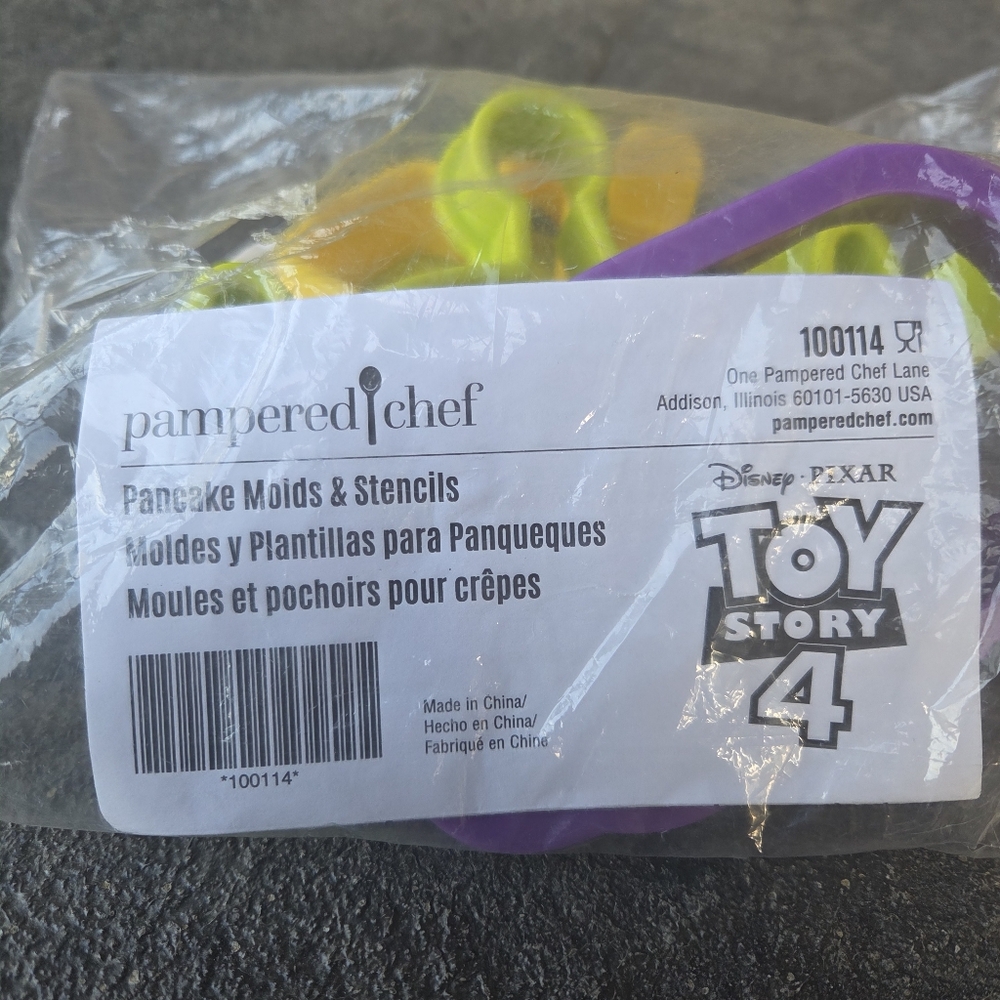 100114
One Pampered Chef Lane
Addison, Illinois 60101-5630 USA
pamperedchef.com
pampered chef
Pancake Molds & Stencils
Moldes y Plantillas para Panqueques
Moules et pochoirs pour crêpes
Disney · PIXAR
TOY
STORY
4
Made in China/
Hecho en China/
Fabriqué en Chine
*100114*